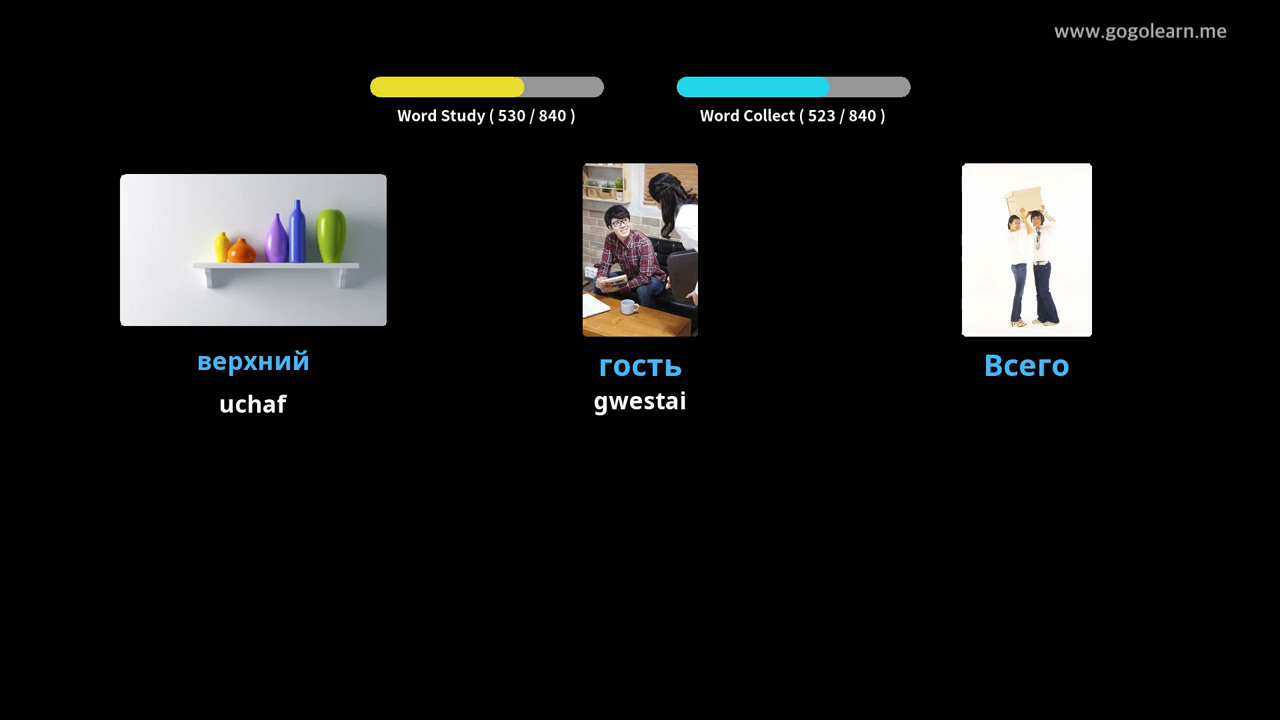 www.gogolearn.me
Word Study ( 530 / 840 )
Word Collect ( 523 / 840 )
верхний
uchaf
гость
gwestai
Всего